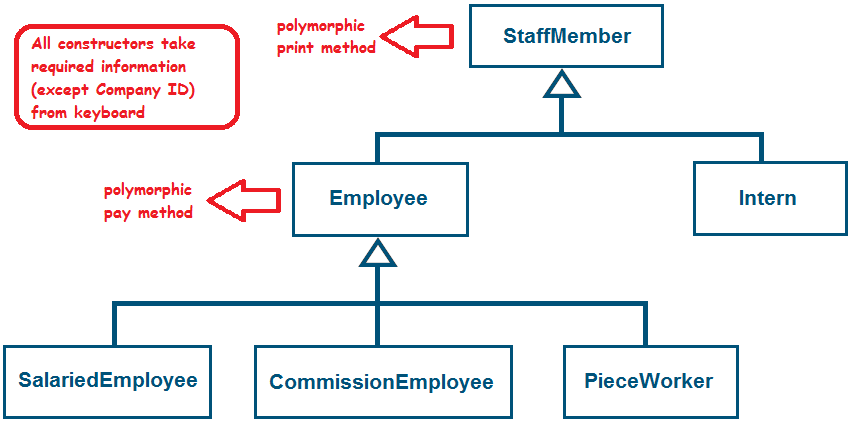 All constructors take
required information
(except Company ID)
from keyboard
polymorphic
print method
StaffMember
polymorphic
pay method
Employee
Intern
SalariedEmployee
CommissionEmployee
PieceWorker